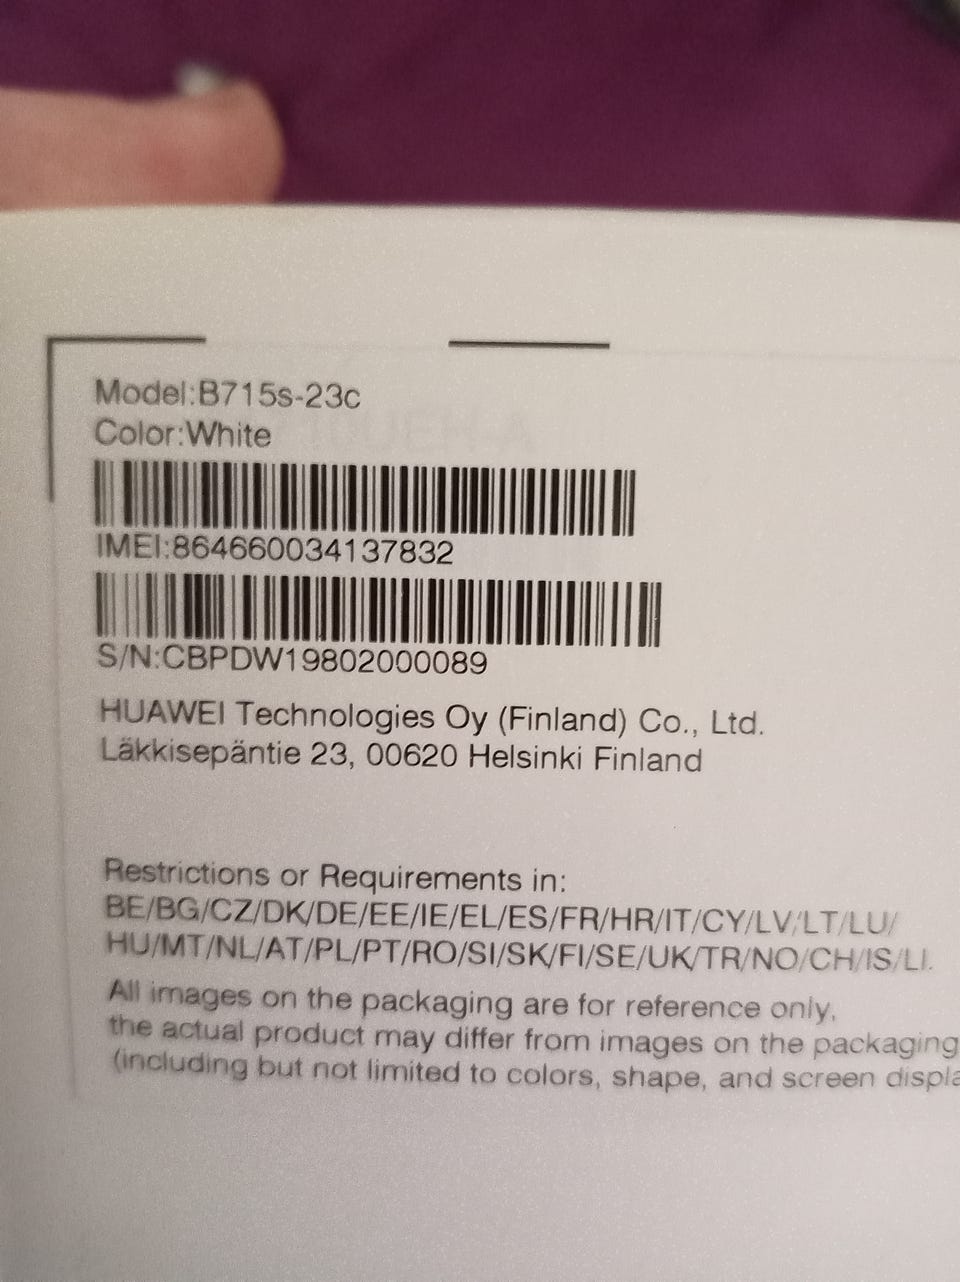 Model:B715s-23c
Color:White
IMEI:864660034137832
S/N:CBPDW19802000089
HUAWEI Technologies Oy (Finland) Co., Ltd.
Läkkisepäntie 23, 00620 Helsinki Finland
Restrictions or Requirements in:
BE/BG/CZ/DK/DE/EE/IE/EL/ES/FR/HR/IT/CY/LV/LT/LU/
HU/MT/NL/AT/PL/PT/RO/SI/SK/FI/SE/UK/TR/NO/CH/IS/LI.
All images on the packaging are for reference only,
the actual product may differ from images on the packaging
(including but not limited to colors, shape, and screen displa